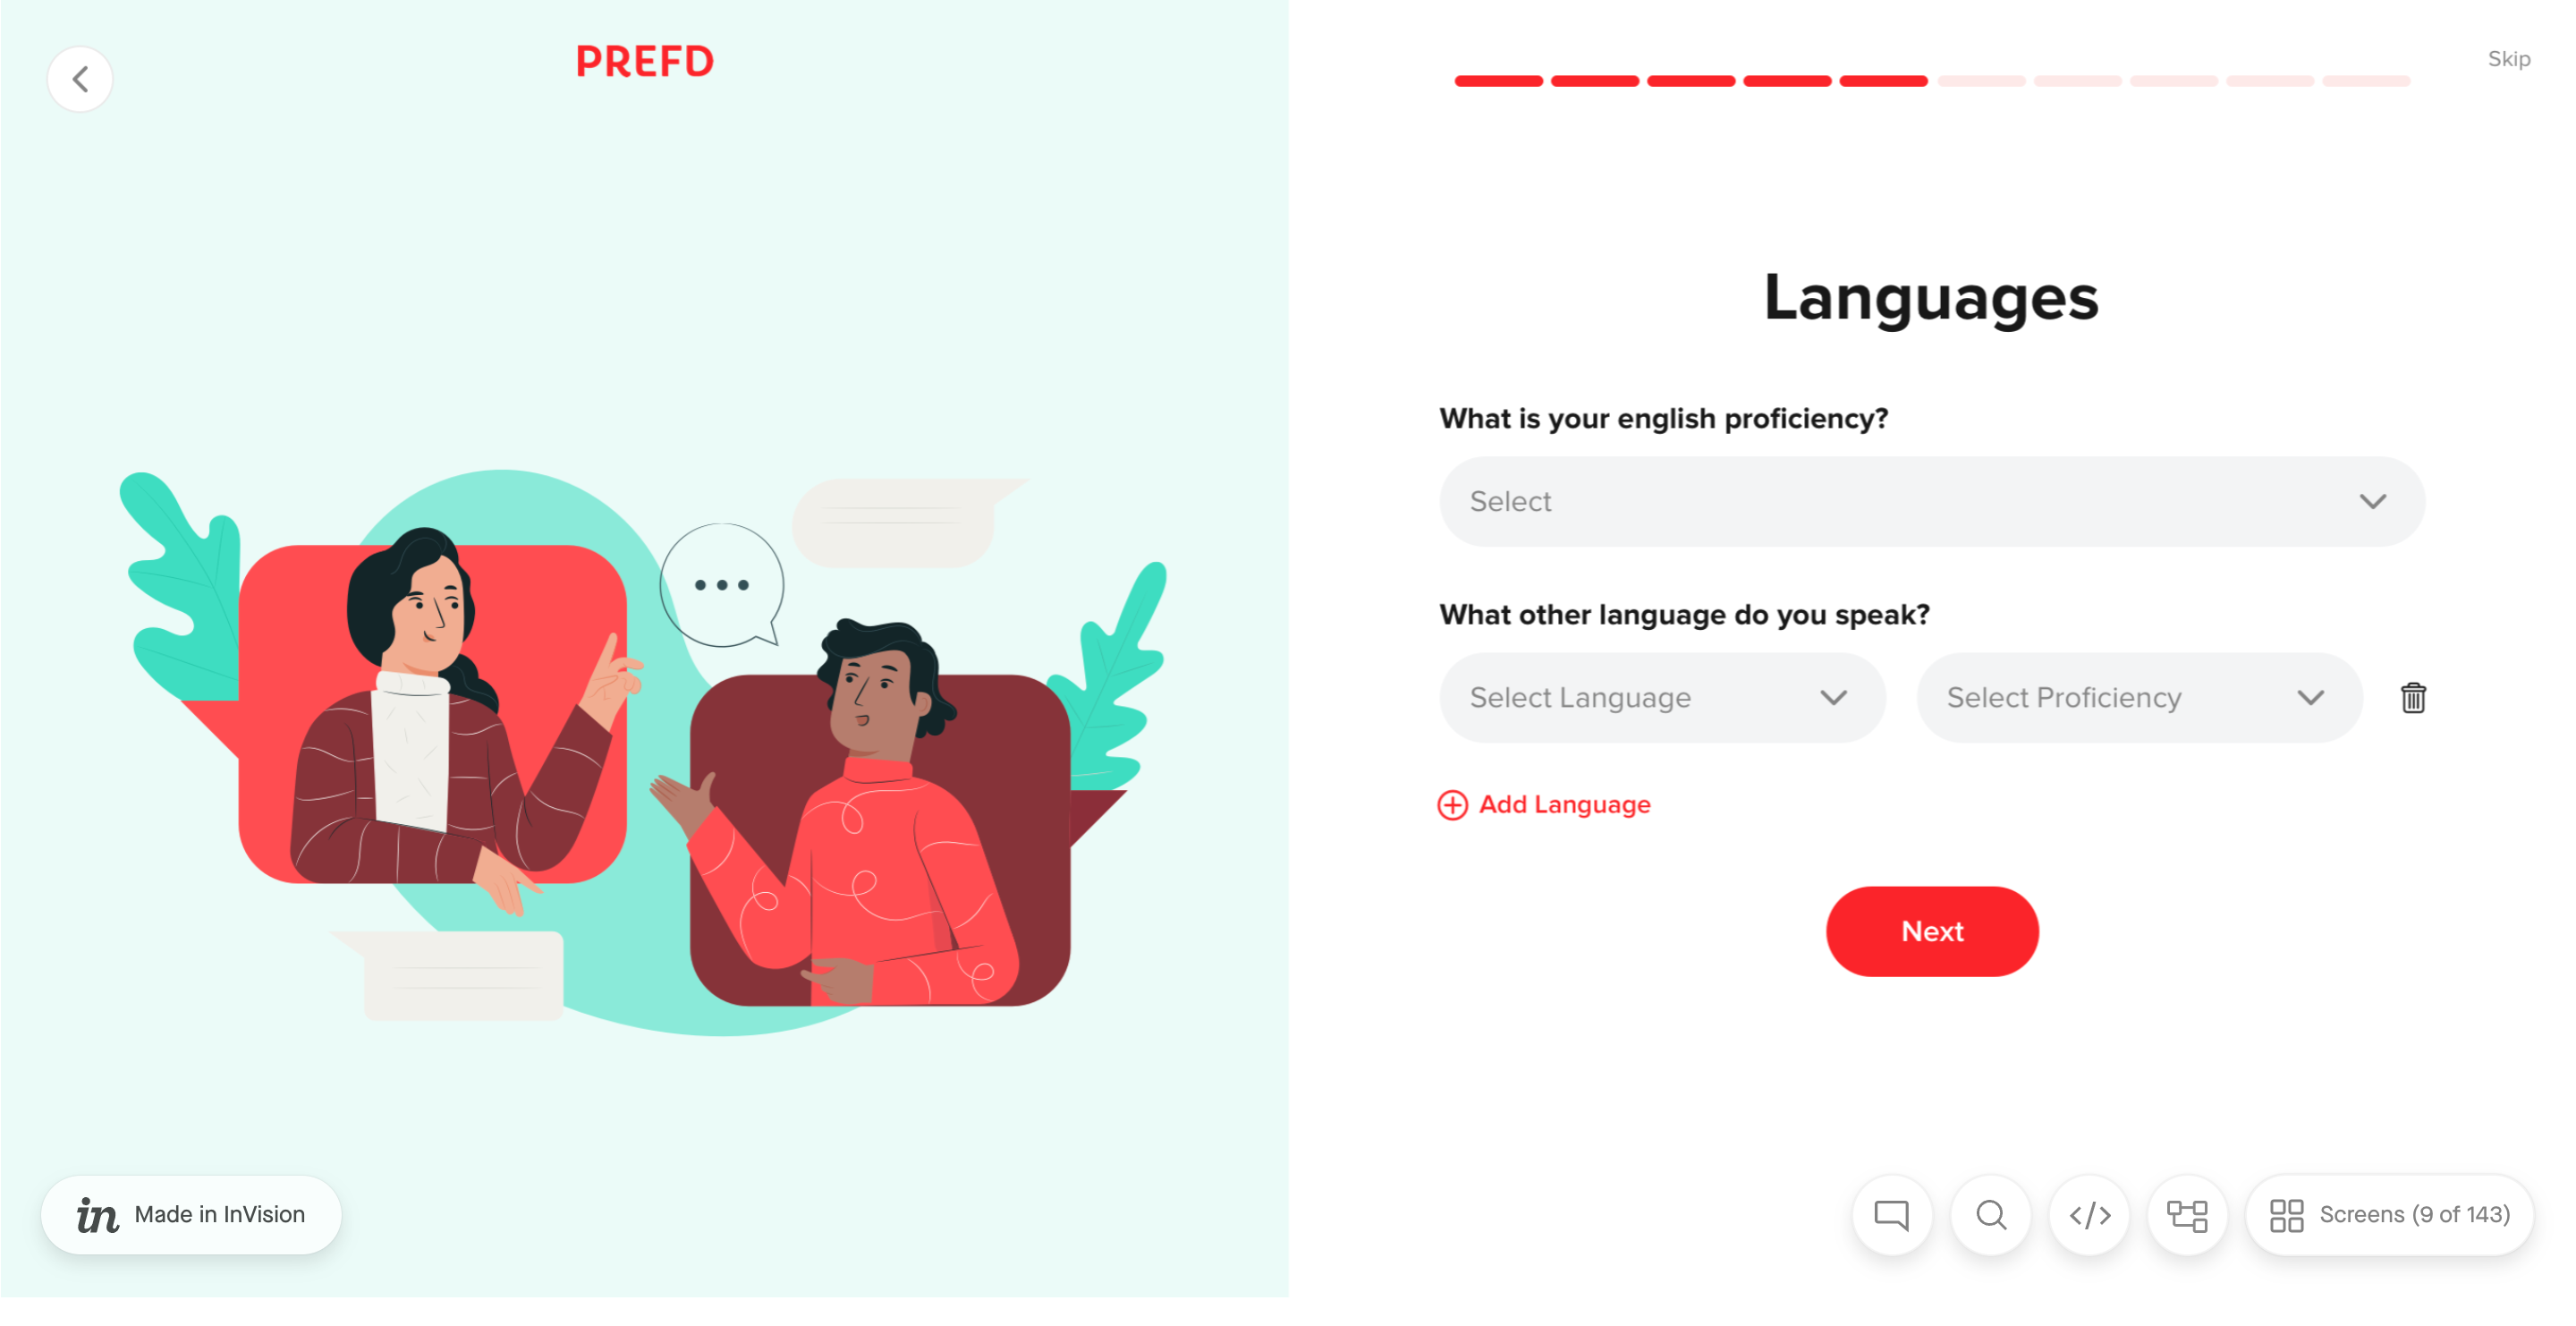 PREFD
Skip
Languages
What is your english proficiency?
Select
What other language do you speak?
Select Language
Select Proficiency
Add Language
Next
in Made in InVision
Screens (9 of 143)